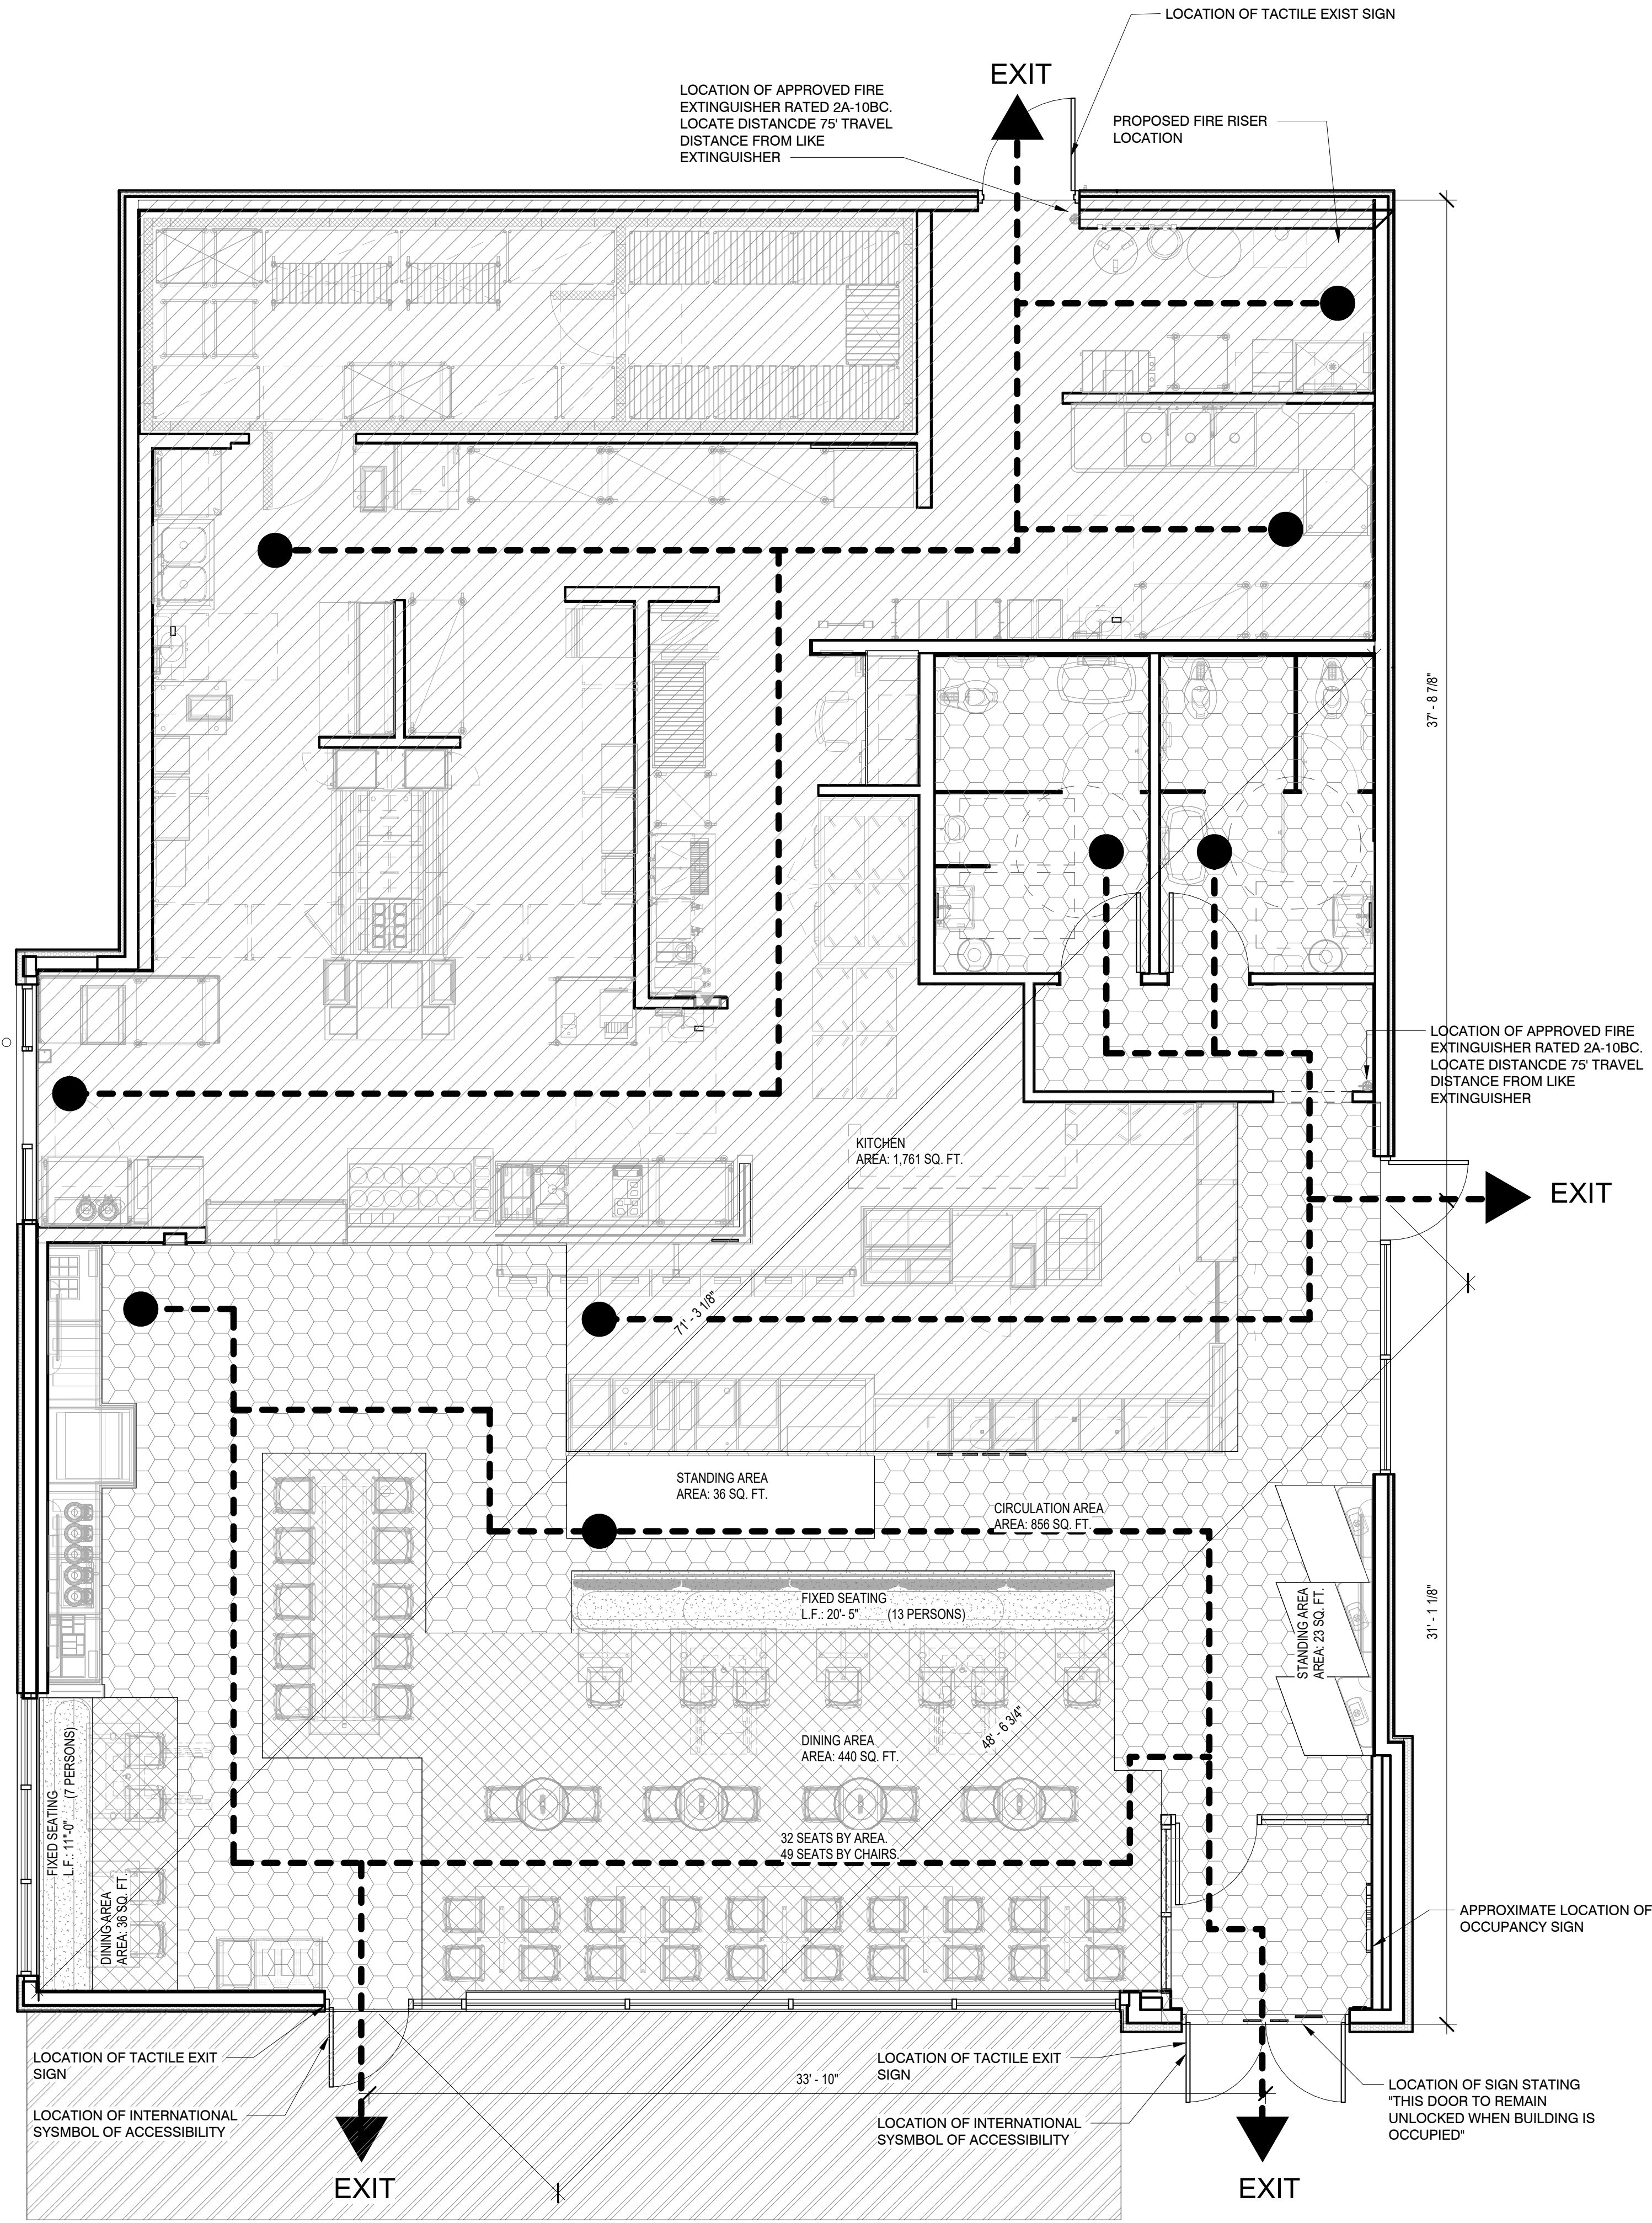 LOCATION OF TACTILE EXIST SIGN
EXIT
LOCATION OF APPROVED FIRE
EXTINGUISHER RATED 2A-10BC.
LOCATE DISTANCDE 75' TRAVEL
DISTANCE FROM LIKE
EXTINGUISHER
PROPOSED FIRE RISER
LOCATION
37' - 8 7/8"
LOCATION OF APPROVED FIRE
EXTINGUISHER RATED 2A-10BC.
LOCATE DISTANCDE 75' TRAVEL
DISTANCE FROM LIKE
EXTINGUISHER
KITCHEN
AREA: 1,761 SQ. FT.
EXIT
71' - 3 1/8"
STANDING AREA
AREA: 36 SQ. FT.
CIRCULATION AREA
AREA: 856 SQ. FT.
FIXED SEATING
L.F.: 20'- 5" (13 PERSONS)
STANDING AREA
AREA: 23 SQ. FT.
31' - 1 1/8"
48' - 6 3/4"
DINING AREA
AREA: 440 SQ. FT.
FIXED SEATING
L.F.: 11"-0" (7 PERSONS)
DINING AREA
AREA: 36 SQ. FT.
32 SEATS BY AREA.
49 SEATS BY CHAIRS.
APPROXIMATE LOCATION OF
OCCUPANCY SIGN
LOCATION OF TACTILE EXIT
SIGN
LOCATION OF INTERNATIONAL
SYSMBOL OF ACCESSIBILITY
33' - 10"
LOCATION OF TACTILE EXIT
SIGN
LOCATION OF INTERNATIONAL
SYSMBOL OF ACCESSIBILITY
LOCATION OF SIGN STATING
"THIS DOOR TO REMAIN
UNLOCKED WHEN BUILDING IS
OCCUPIED"
EXIT
EXIT